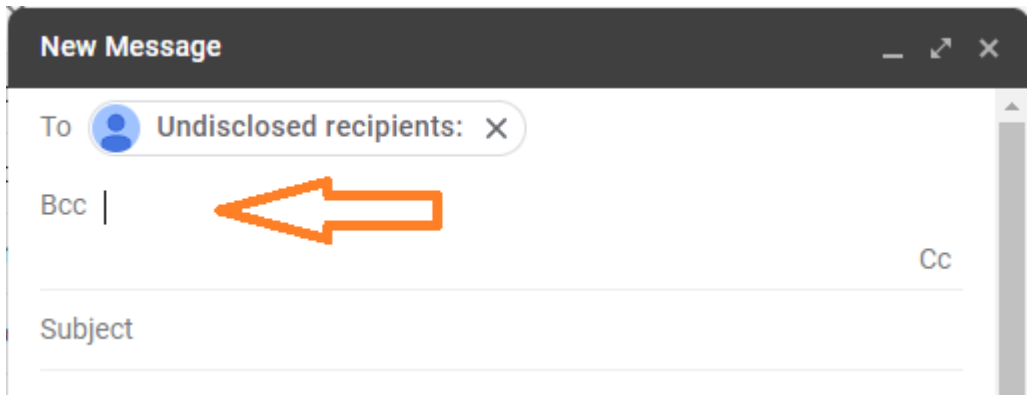 New Message
To Undisclosed recipients:
Bcc
Cc
Subject